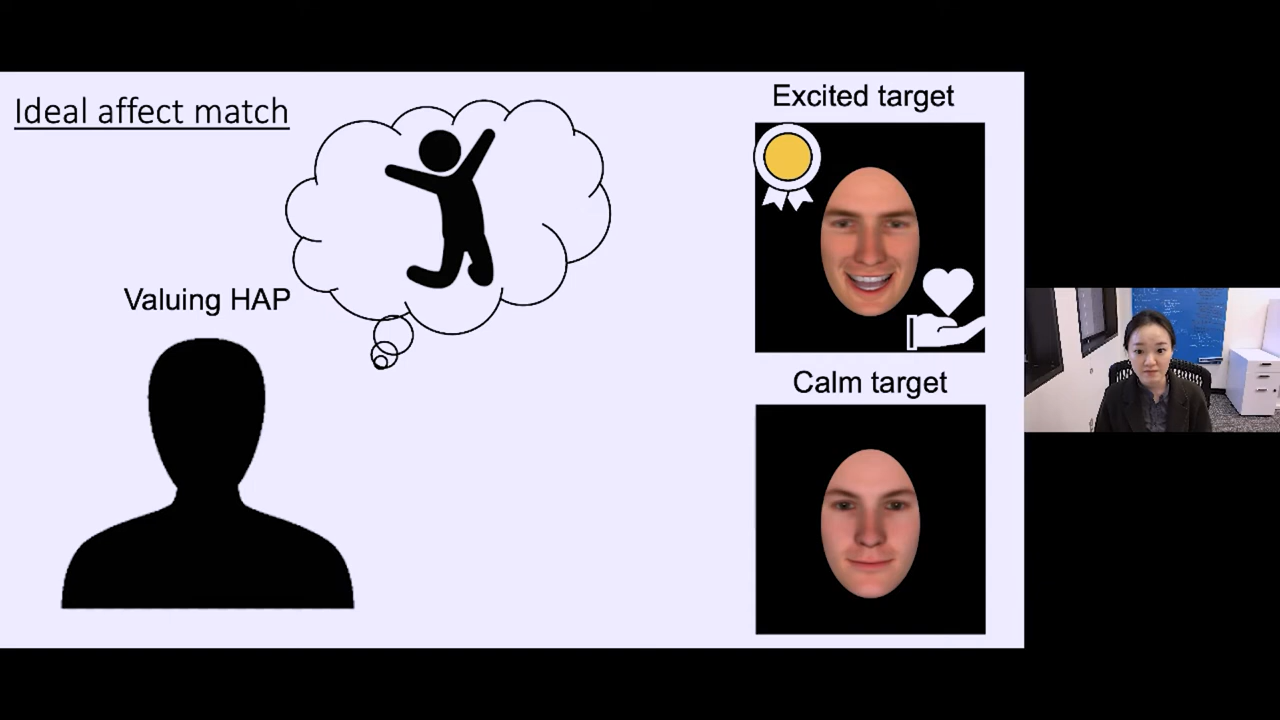 Ideal affect match
Valuing HAP
Excited target
Calm target